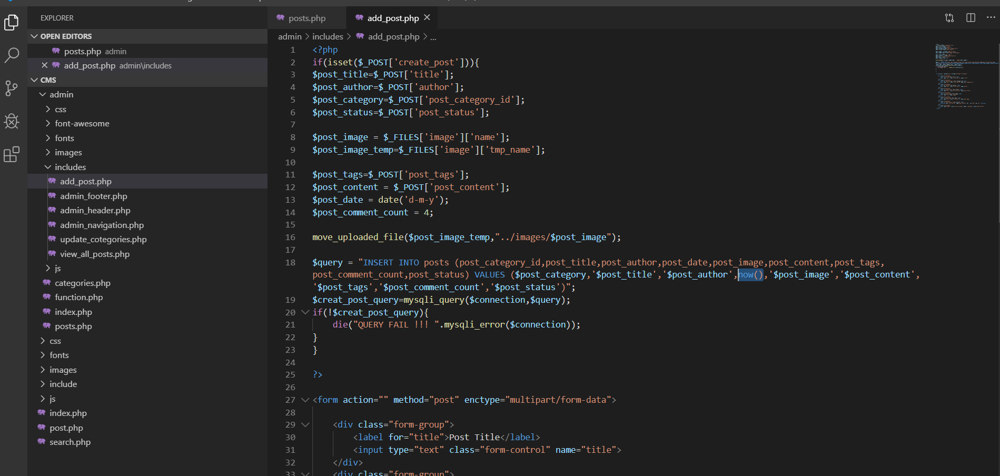 EXPLORER
OPEN EDITORS
posts.php admin
add_post.php admin\includes
CMS
admin
css
font-awesome
fonts
images
includes
add_post.php
admin_footer.php
admin_header.php
admin_navigation.php
update_cotegories.php
view_all_posts.php
js
categories.php
function.php
index.php
posts.php
css
fonts
images
include
js
index.php
post.php
search.php
posts.php
add_post.php
admin > includes > add_post.php > ...
1 <?php
2 if(isset($_POST['create_post'])){
3 $post_title=$_POST['title'];
4 $post_author=$_POST['author'];
5 $post_category=$_POST['post_category_id'];
6 $post_status=$_POST['post_status'];
7
8 $post_image = $_FILES['image']['name'];
9 $post_image_temp=$_FILES['image']['tmp_name'];
10
11 $post_tags=$_POST['post_tags'];
12 $post_content = $_POST['post_content'];
13 $post_date = date('d-m-y');
14 $post_comment_count = 4;
15
16 move_uploaded_file($post_image_temp,"../images/$post_image");
17
18 $query = "INSERT INTO posts (post_category_id,post_title,post_author,post_date,post_image,post_content,post_tags,
post_comment_count,post_status) VALUES ($post_category,'$post_title','$post_author',now(),'$post_image','$post_content',
'$post_tags','$post_comment_count','$post_status')";
19 $creat_post_query=mysqli_query($connection,$query);
20 if(!$creat_post_query){
21 die("QUERY FAIL !!! ".mysqli_error($connection));
22 }
23 }
24
25 ?>
26
27 <form action="" method="post" enctype="multipart/form-data">
28
29 <div class="form-group">
30 <label for="title">Post Title</label>
31 <input type="text" class="form-control" name="title">
32 </div>
33 <div class="form-group">